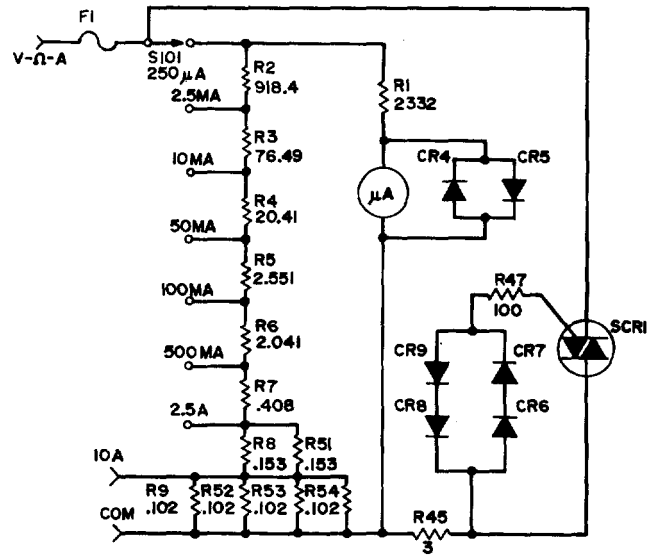 F1
V-Ω-A
S101
250 µA
R2
918.4
R1
2332
2.5MA
R3
76.49
CR4
CR5
10MA
µA
R4
20.41
50MA
R5
2.551
R47
100
100MA
SCR1
R6
2.041
CR9
CR7
500MA
R7
.408
CR8
CR6
2.5A
R8
.153
R51
.153
10A
R9
.102
R52
.102
R53
.102
R54
.102
COM
R45
3